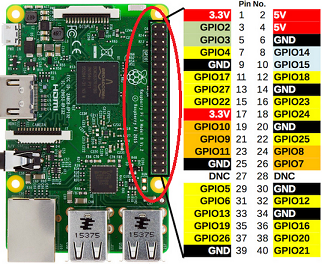 Pin No.
3.3V 1 2 5V
GPIO2 3 4 5V
GPIO3 5 6 GND
GPIO4 7 8 GPIO14
GND 9 10 GPIO15
GPIO17 11 12 GPIO18
GPIO27 13 14 GND
GPIO22 15 16 GPIO23
3.3V 17 18 GPIO24
GPIO10 19 20 GND
GPIO9 21 22 GPIO25
GPIO11 23 24 GPIO8
GND 25 26 GPIO7
DNC 27 28 DNC
GPIO5 29 30 GND
GPIO6 31 32 GPIO12
GPIO13 33 34 GND
GPIO19 35 36 GPIO16
GPIO26 37 38 GPIO20
GND 39 40 GPIO21
HDMI
15375
15375